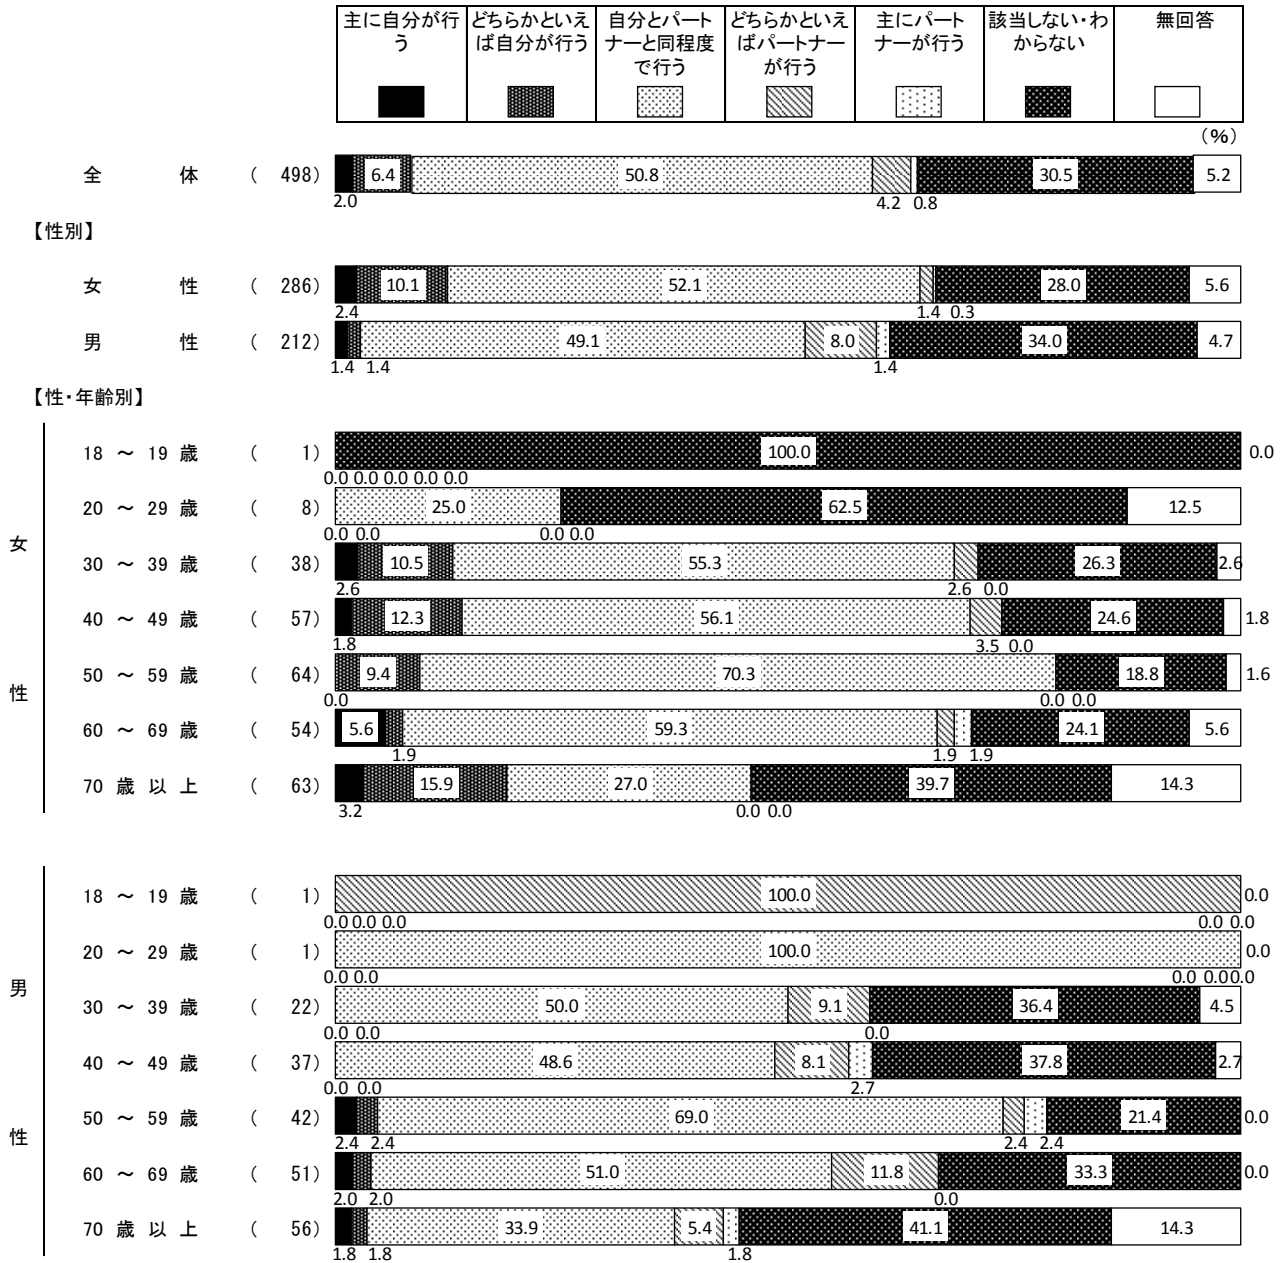 主に自分が行う
どちらかといえば自分が行う
自分とパートナーと同程度で行う
どちらかといえばパートナーが行う
主にパートナーが行う
該当しない・わからない
無回答
(%)
全 体 ( 498) 6.4 50.8 30.5 5.2
2.0 4.2 0.8
【性別】
女 性 ( 286) 10.1 52.1 28.0 5.6
2.4 1.4 0.3
男 性 ( 212) 49.1 8.0 34.0 4.7
1.4 1.4 1.4
【性・年齢別】
女性
18 ～ 19 歳 ( 1) 100.0 0.0
0.0 0.0 0.0 0.0 0.0
20 ～ 29 歳 ( 8) 25.0 62.5 12.5
0.0 0.0 0.0 0.0
30 ～ 39 歳 ( 38) 10.5 55.3 26.3 2.6
2.6 2.6 0.0
40 ～ 49 歳 ( 57) 12.3 56.1 24.6 1.8
1.8 3.5 0.0
50 ～ 59 歳 ( 64) 9.4 70.3 18.8 1.6
0.0 0.0 0.0
60 ～ 69 歳 ( 54) 5.6 59.3 24.1 5.6
1.9 1.9 1.9
70 歳 以 上 ( 63) 15.9 27.0 39.7 14.3
3.2 0.0 0.0
男性
18 ～ 19 歳 ( 1) 100.0 0.0
0.0 0.0 0.0 0.0 0.0
20 ～ 29 歳 ( 1) 100.0 0.0
0.0 0.0 0.0 0.0 0.0
30 ～ 39 歳 ( 22) 50.0 9.1 36.4 4.5
0.0 0.0 0.0
40 ～ 49 歳 ( 37) 48.6 8.1 37.8 2.7
0.0 0.0 2.7
50 ～ 59 歳 ( 42) 69.0 21.4 0.0
2.4 2.4 2.4 2.4
60 ～ 69 歳 ( 51) 51.0 11.8 33.3 0.0
2.0 2.0 0.0
70 歳 以 上 ( 56) 33.9 5.4 41.1 14.3
1.8 1.8 1.8